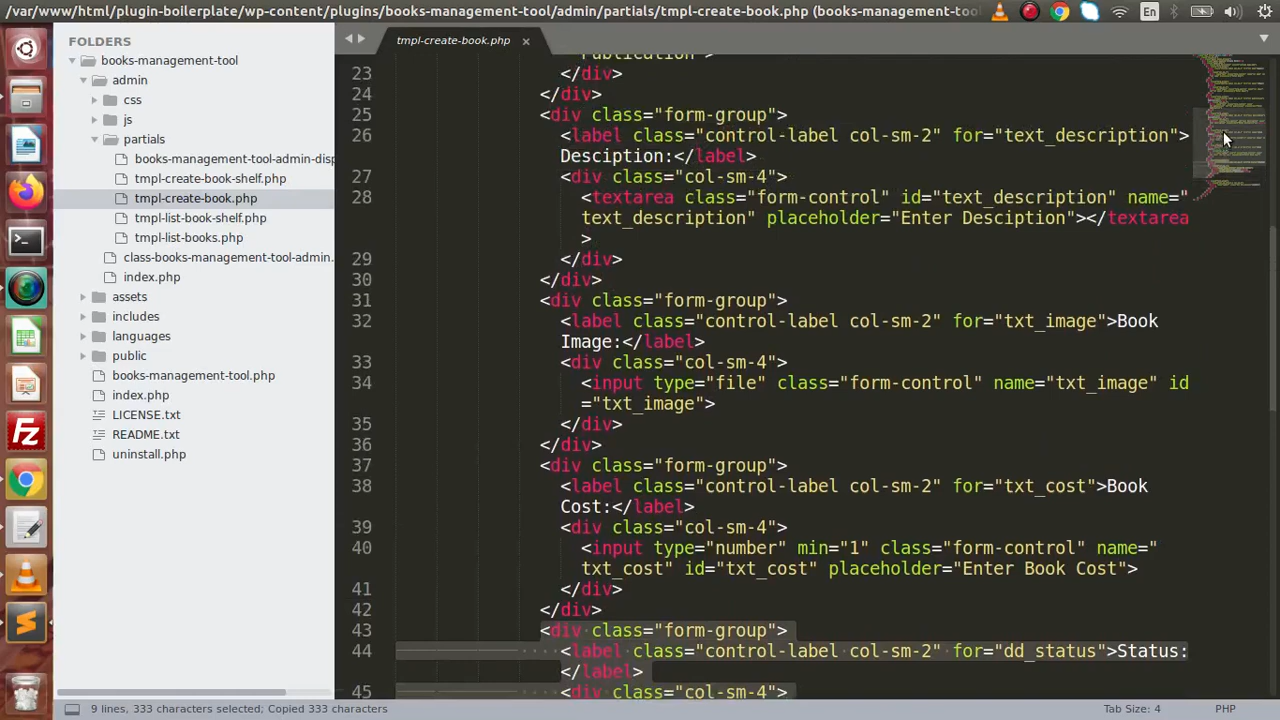 /var/www/html/plugin-boilerplate/wp-content/plugins/books-management-tool/admin/partials/tmpl-create-book.php (books-management-tool
En
FOLDERS
books-management-tool
admin
css
js
partials
books-management-tool-admin-disp
tmpl-create-book-shelf.php
tmpl-create-book.php
tmpl-list-book-shelf.php
tmpl-list-books.php
class-books-management-tool-admin.
index.php
assets
includes
languages
public
books-management-tool.php
index.php
LICENSE.txt
README.txt
uninstall.php
tmpl-create-book.php ×
Publication">
23 </div>
24 </div>
25 <div class="form-group">
26 <label class="control-label col-sm-2" for="text_description">
Desciption:</label>
27 <div class="col-sm-4">
28 <textarea class="form-control" id="text_description" name="
text_description" placeholder="Enter Desciption"></textarea
>
29 </div>
30 </div>
31 <div class="form-group">
32 <label class="control-label col-sm-2" for="txt_image">Book
Image:</label>
33 <div class="col-sm-4">
34 <input type="file" class="form-control" name="txt_image" id
="txt_image">
35 </div>
36 </div>
37 <div class="form-group">
38 <label class="control-label col-sm-2" for="txt_cost">Book
Cost:</label>
39 <div class="col-sm-4">
40 <input type="number" min="1" class="form-control" name="
txt_cost" id="txt_cost" placeholder="Enter Book Cost">
41 </div>
42 </div>
43 <div class="form-group">
44 <label class="control-label col-sm-2" for="dd_status">Status:
</label>
45 <div class="col-sm-4">
9 lines, 333 characters selected; Copied 333 characters
Tab Size: 4
PHP